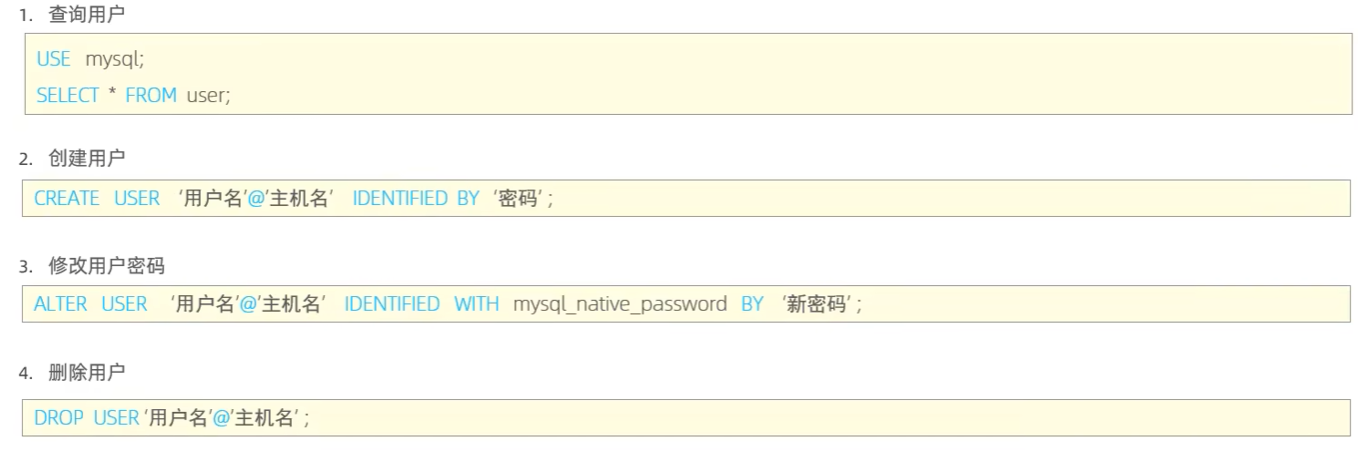 1. 查询用户
USE mysql;
SELECT * FROM user;
2. 创建用户
CREATE USER ‘用户名’@’主机名’ IDENTIFIED BY ‘密码’ ;
3. 修改用户密码
ALTER USER ‘用户名’@’主机名’ IDENTIFIED WITH mysql_native_password BY ‘新密码’ ;
4. 删除用户
DROP USER ‘用户名’@’主机名’ ;